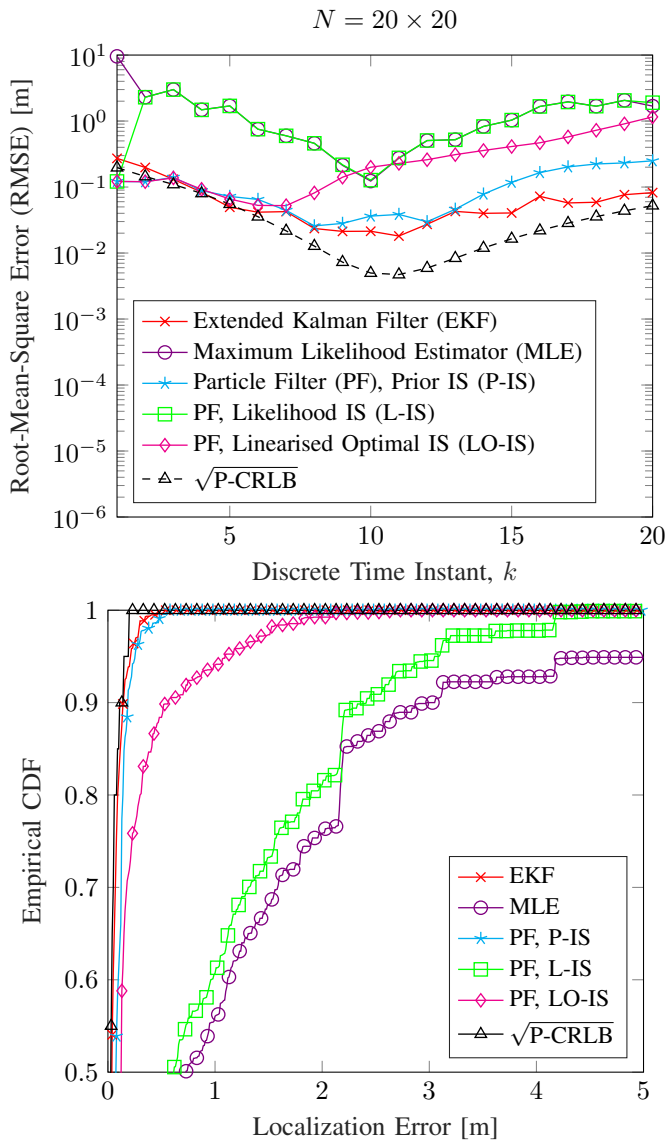 N = 20 × 20
10^1
10^0
10^−1
10^−2
10^−3
10^−4
10^−5
10^−6
Root-Mean-Square Error (RMSE) [m]
Extended Kalman Filter (EKF)
Maximum Likelihood Estimator (MLE)
Particle Filter (PF), Prior IS (P-IS)
PF, Likelihood IS (L-IS)
PF, Linearised Optimal IS (LO-IS)
√P-CRLB
5 10 15 20
Discrete Time Instant, k
1
0.9
0.8
0.7
0.6
0.5
Empirical CDF
EKF
MLE
PF, P-IS
PF, L-IS
PF, LO-IS
√P-CRLB
0 1 2 3 4 5
Localization Error [m]